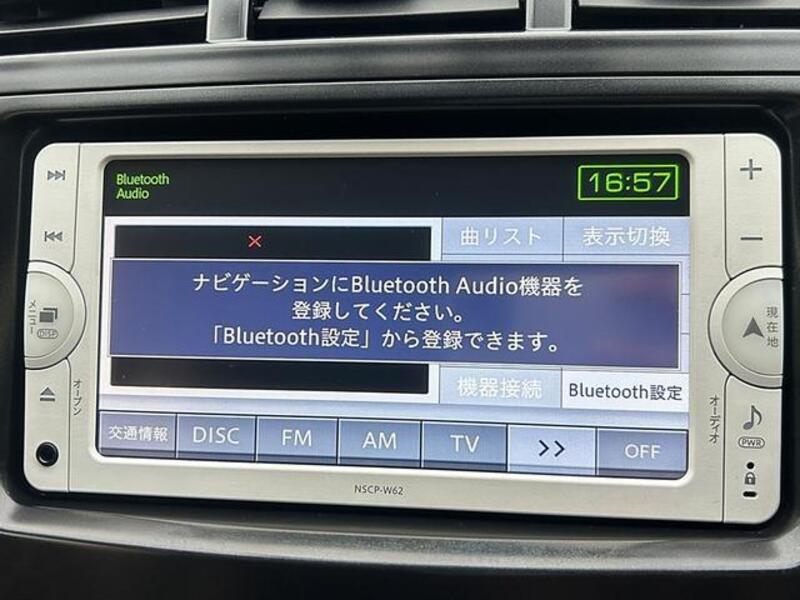 Bluetooth
Audio
16:57
曲リスト
表示切換
ナビゲーションにBluetooth Audio機器を
登録してください。
「Bluetooth設定」から登録できます。
機器接続
Bluetooth設定
交通情報
DISC
FM
AM
TV
>>
OFF
NSCP-W62
メニュー
DISP
オープン
現在地
オーディオ
PWR